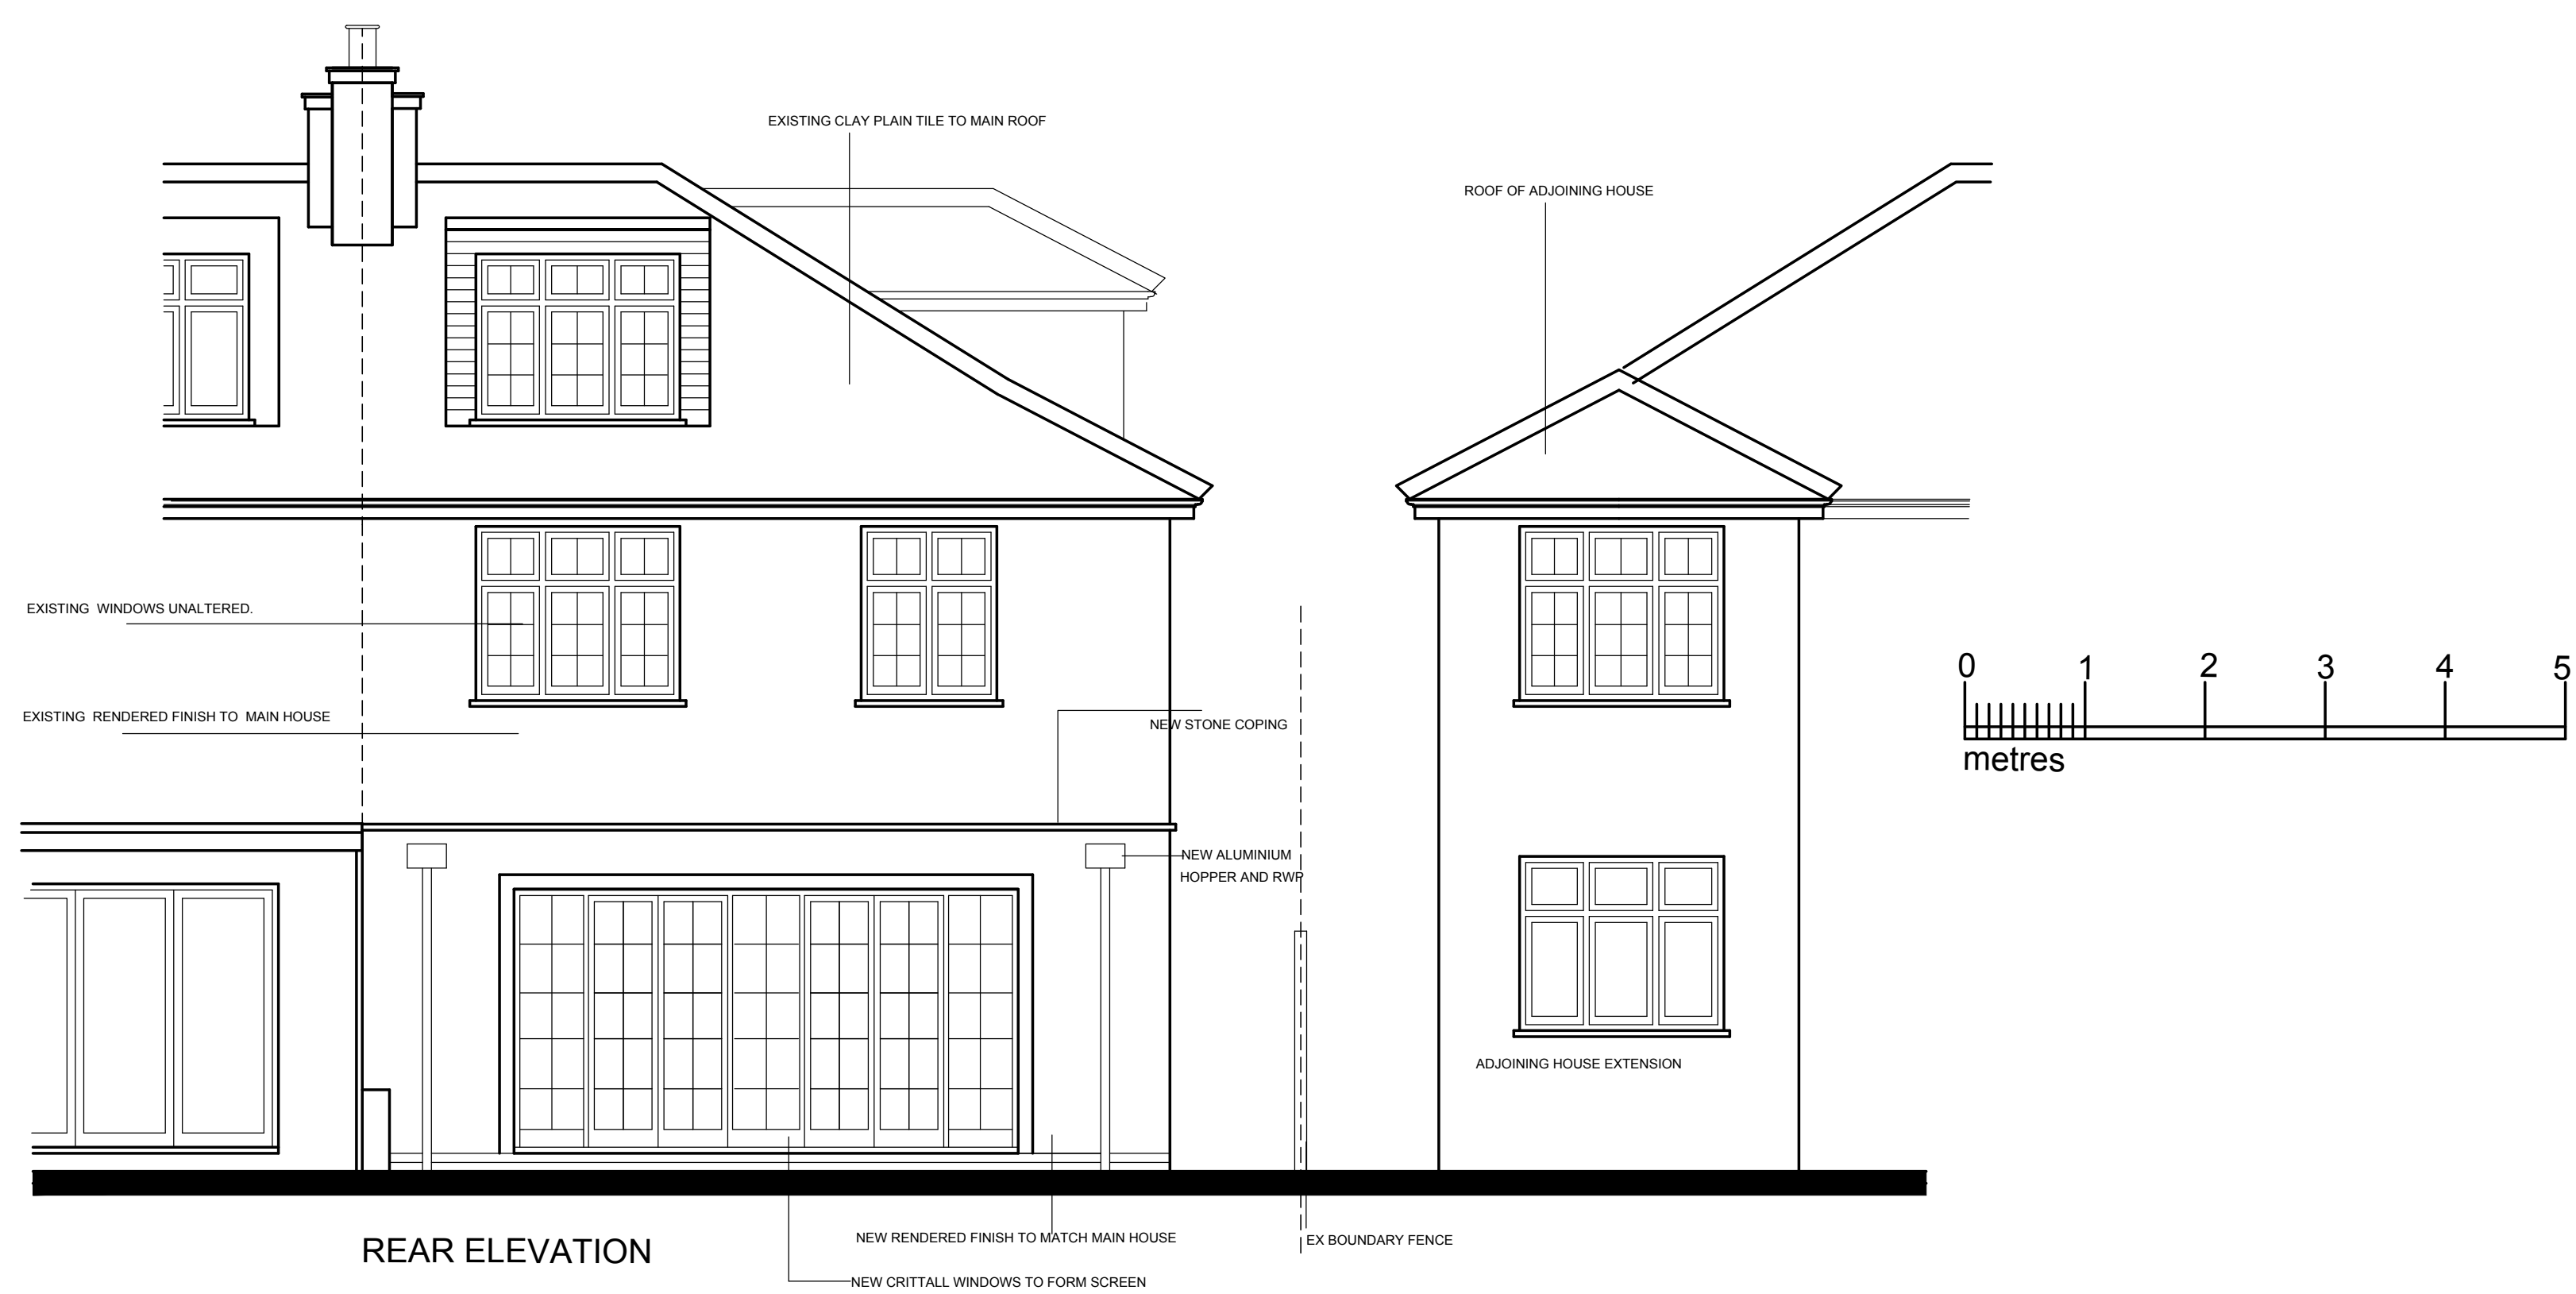 EXISTING CLAY PLAIN TILE TO MAIN ROOF
ROOF OF ADJOINING HOUSE
EXISTING WINDOWS UNALTERED.
0 1 2 3 4 5
metres
EXISTING RENDERED FINISH TO MAIN HOUSE
NEW STONE COPING
NEW ALUMINIUM
HOPPER AND RWP
ADJOINING HOUSE EXTENSION
REAR ELEVATION
NEW RENDERED FINISH TO MATCH MAIN HOUSE
EX BOUNDARY FENCE
NEW CRITTALL WINDOWS TO FORM SCREEN